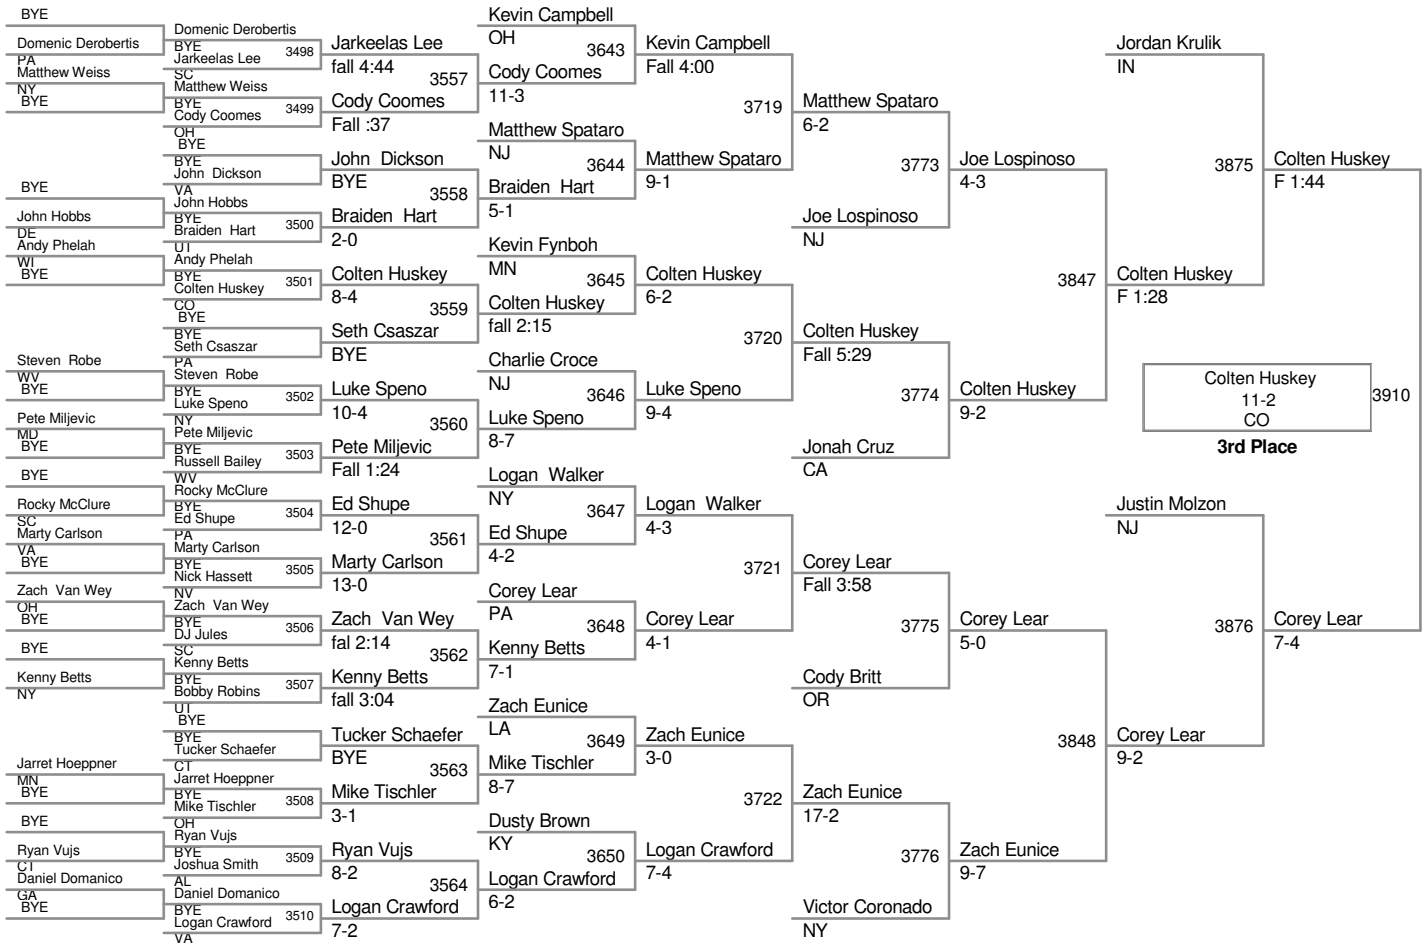 BYE
Domenic Derobertis
PA
Matthew Weiss
NY
BYE
BYE
John Hobbs
DE
Andy Phelah
WI
BYE
Steven Robe
WV
BYE
Pete Miljevic
MD
BYE
BYE
Rocky McClure
SC
Marty Carlson
VA
BYE
Zach Van Wey
OH
BYE
BYE
Kenny Betts
NY
Jarret Hoeppner
MN
BYE
BYE
Ryan Vujs
CT
Daniel Domanico
GA
BYE
Domenic Derobertis
BYE
3498
Jarkeelas Lee
SC
Matthew Weiss
BYE
3499
Cody Coomes
OH
BYE
BYE
John Dickson
VA
John Hobbs
BYE
3500
Braiden Hart
UT
Andy Phelah
BYE
3501
Colten Huskey
CO
BYE
BYE
Seth Csaszar
PA
Steven Robe
BYE
3502
Luke Speno
NY
Pete Miljevic
BYE
3503
Russell Bailey
WV
Rocky McClure
BYE
3504
Ed Shupe
PA
Marty Carlson
BYE
3505
Nick Hassett
NV
Zach Van Wey
BYE
3506
DJ Jules
SC
Kenny Betts
BYE
3507
Bobby Robins
UT
BYE
BYE
Tucker Schaefer
CT
Jarret Hoeppner
BYE
3508
Mike Tischler
OH
Ryan Vujs
BYE
3509
Joshua Smith
AL
Daniel Domanico
BYE
3510
Logan Crawford
VA
Jarkeelas Lee
fall 4:44
3557
Cody Coomes
Fall :37
John Dickson
BYE
3558
Braiden Hart
2-0
Colten Huskey
8-4
3559
Seth Csaszar
BYE
Luke Speno
10-4
3560
Pete Miljevic
Fall 1:24
Ed Shupe
12-0
3561
Marty Carlson
13-0
Zach Van Wey
fal 2:14
3562
Kenny Betts
fall 3:04
Tucker Schaefer
BYE
3563
Mike Tischler
3-1
Ryan Vujs
8-2
3564
Logan Crawford
7-2
Kevin Campbell
OH
3643
Cody Coomes
11-3
Matthew Spataro
NJ
3644
Braiden Hart
5-1
Kevin Fynboh
MN
3645
Colten Huskey
fall 2:15
Charlie Croce
NJ
3646
Luke Speno
8-7
Logan Walker
NY
3647
Ed Shupe
4-2
Corey Lear
PA
3648
Kenny Betts
7-1
Zach Eunice
LA
3649
Mike Tischler
8-7
Dusty Brown
KY
3650
Logan Crawford
6-2
Kevin Campbell
Fall 4:00
3719
Matthew Spataro
9-1
Colten Huskey
6-2
3720
Luke Speno
9-4
Logan Walker
4-3
3721
Corey Lear
4-1
Zach Eunice
3-0
3722
Logan Crawford
7-4
Matthew Spataro
6-2
3773
Joe Lospinoso
NJ
Colten Huskey
Fall 5:29
3774
Jonah Cruz
CA
Corey Lear
Fall 3:58
3775
Cody Britt
OR
Zach Eunice
17-2
3776
Victor Coronado
NY
Joe Lospinoso
4-3
3847
Colten Huskey
9-2
Corey Lear
5-0
3848
Zach Eunice
9-7
Jordan Krulik
IN
3875
Colten Huskey
F 1:28
Justin Molzon
NJ
3876
Corey Lear
9-2
Colten Huskey
F 1:44
Colten Huskey
11-2
CO
3910
3rd Place
Corey Lear
7-4